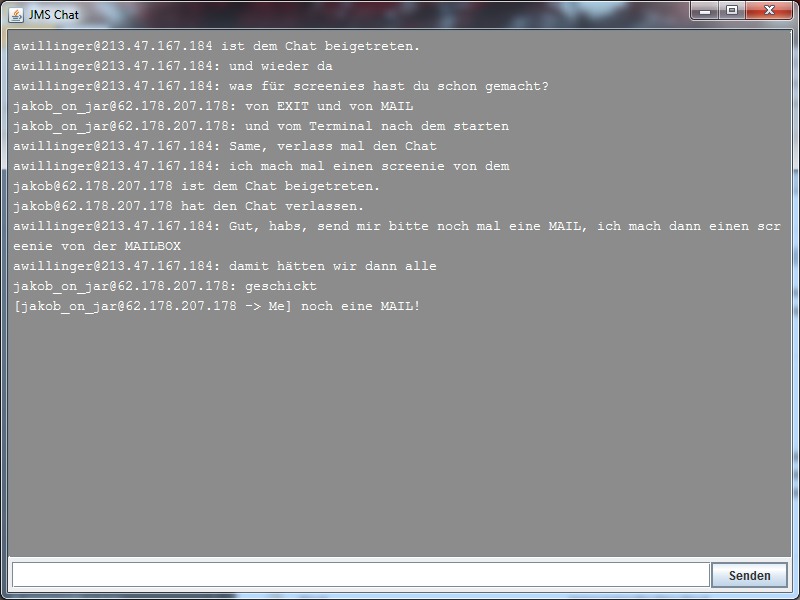 JMS Chat
awillinger@213.47.167.184 ist dem Chat beigetreten.
awillinger@213.47.167.184: und wieder da
awillinger@213.47.167.184: was für screenies hast du schon gemacht?
jakob_on_jar@62.178.207.178: von EXIT und von MAIL
jakob_on_jar@62.178.207.178: und vom Terminal nach dem starten
awillinger@213.47.167.184: Same, verlass mal den Chat
awillinger@213.47.167.184: ich mach mal einen screenie von dem
jakob@62.178.207.178 ist dem Chat beigetreten.
jakob@62.178.207.178 hat den Chat verlassen.
awillinger@213.47.167.184: Gut, habs, send mir bitte noch mal eine MAIL, ich mach dann einen scr
eenie von der MAILBOX
awillinger@213.47.167.184: damit hätten wir dann alle
jakob_on_jar@62.178.207.178: geschickt
[jakob_on_jar@62.178.207.178 -> Me] noch eine MAIL!
Senden